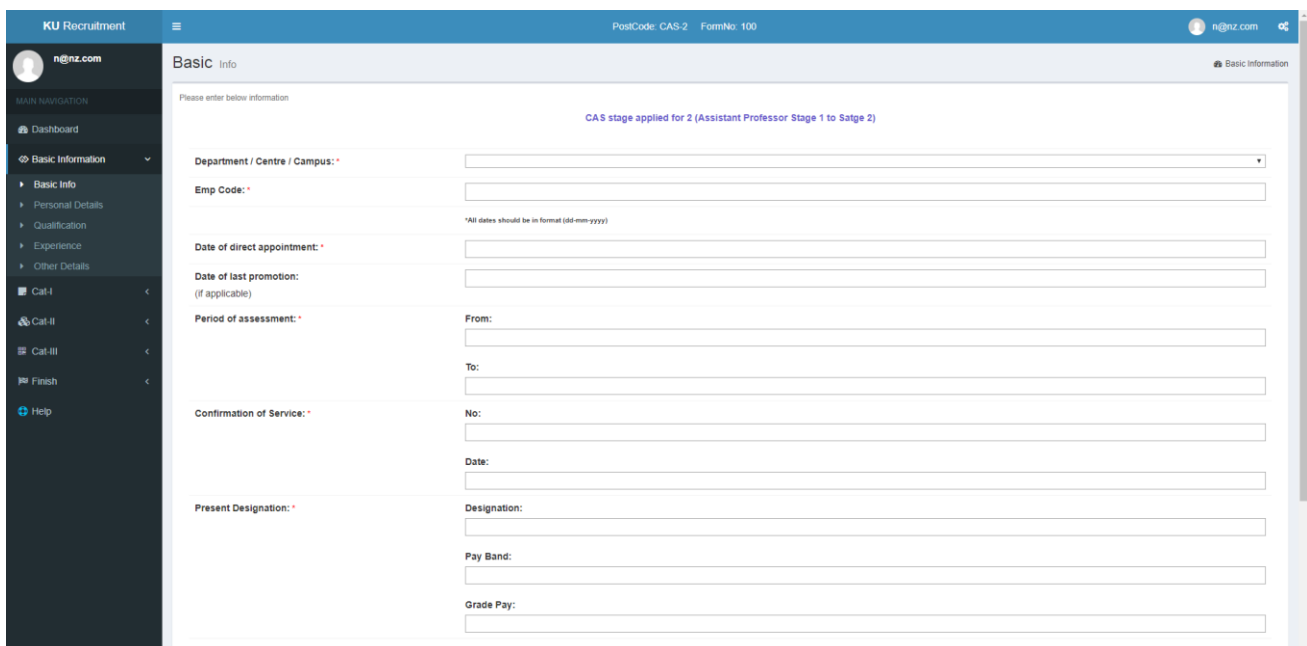 KU Recruitment
PostCode: CAS-2 FormNo: 100
n@nz.com
n@nz.com
MAIN NAVIGATION
Dashboard
Basic Information
Basic Info
Personal Details
Qualification
Experience
Other Details
Cat-I
Cat-II
Cat-III
Finish
Help
Basic Info
Basic Information
Please enter below information
CAS stage applied for 2 (Assistant Professor Stage 1 to Satge 2)
Department / Centre / Campus: *
Emp Code: *
*All dates should be in format (dd-mm-yyyy)
Date of direct appointment: *
Date of last promotion:
(if applicable)
Period of assessment: *
From:
To:
Confirmation of Service: *
No:
Date:
Present Designation: *
Designation:
Pay Band:
Grade Pay: